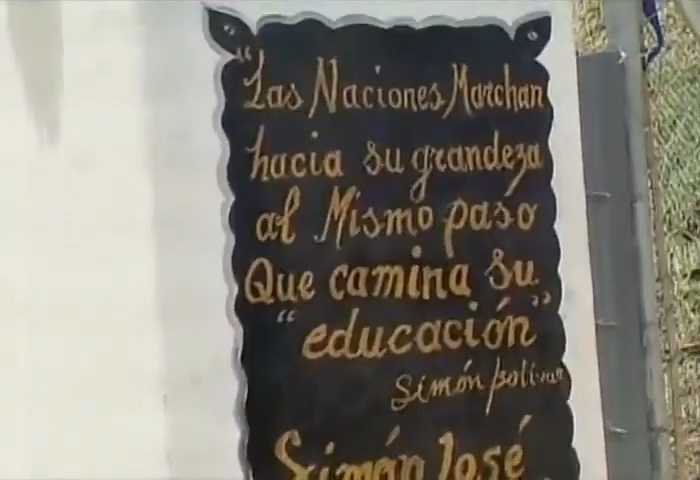 "Las Naciones Marchan
hacia su grandeza
al Mismo paso
Que camina su
"educación"
Simón Bolívar
Simón José